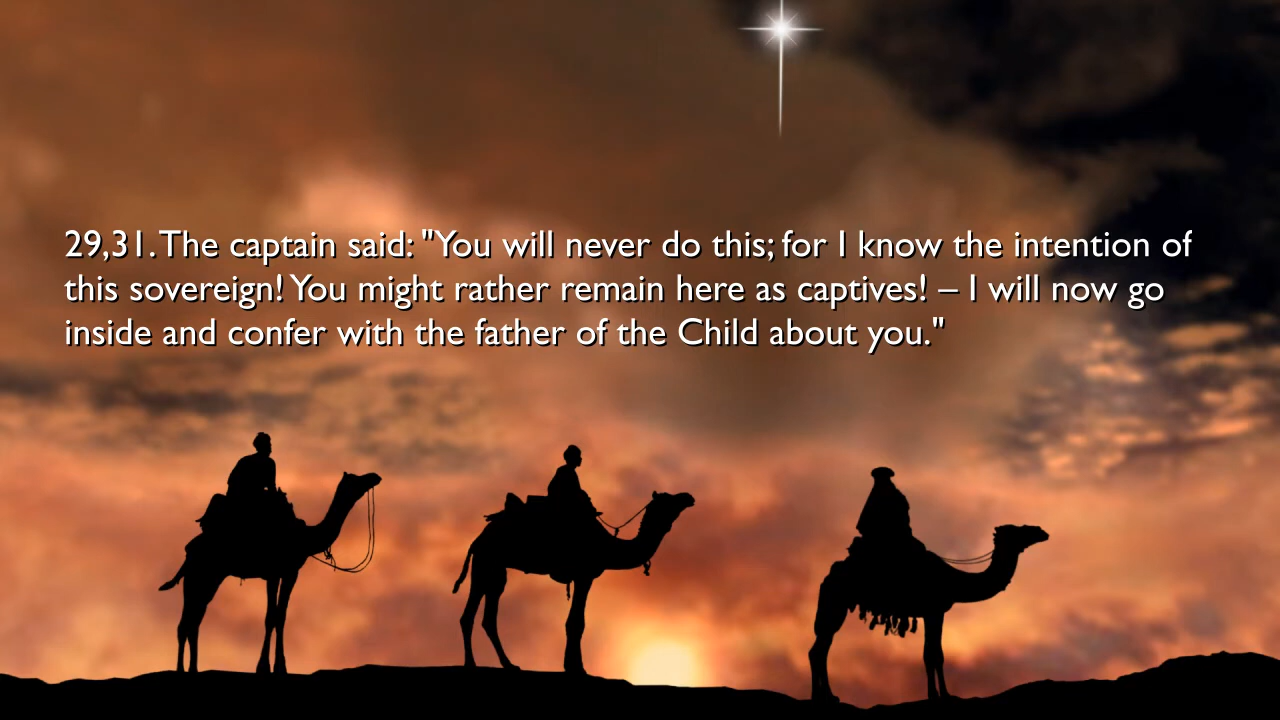 29,31. The captain said: "You will never do this; for I know the intention of
this sovereign! You might rather remain here as captives! – I will now go
inside and confer with the father of the Child about you."